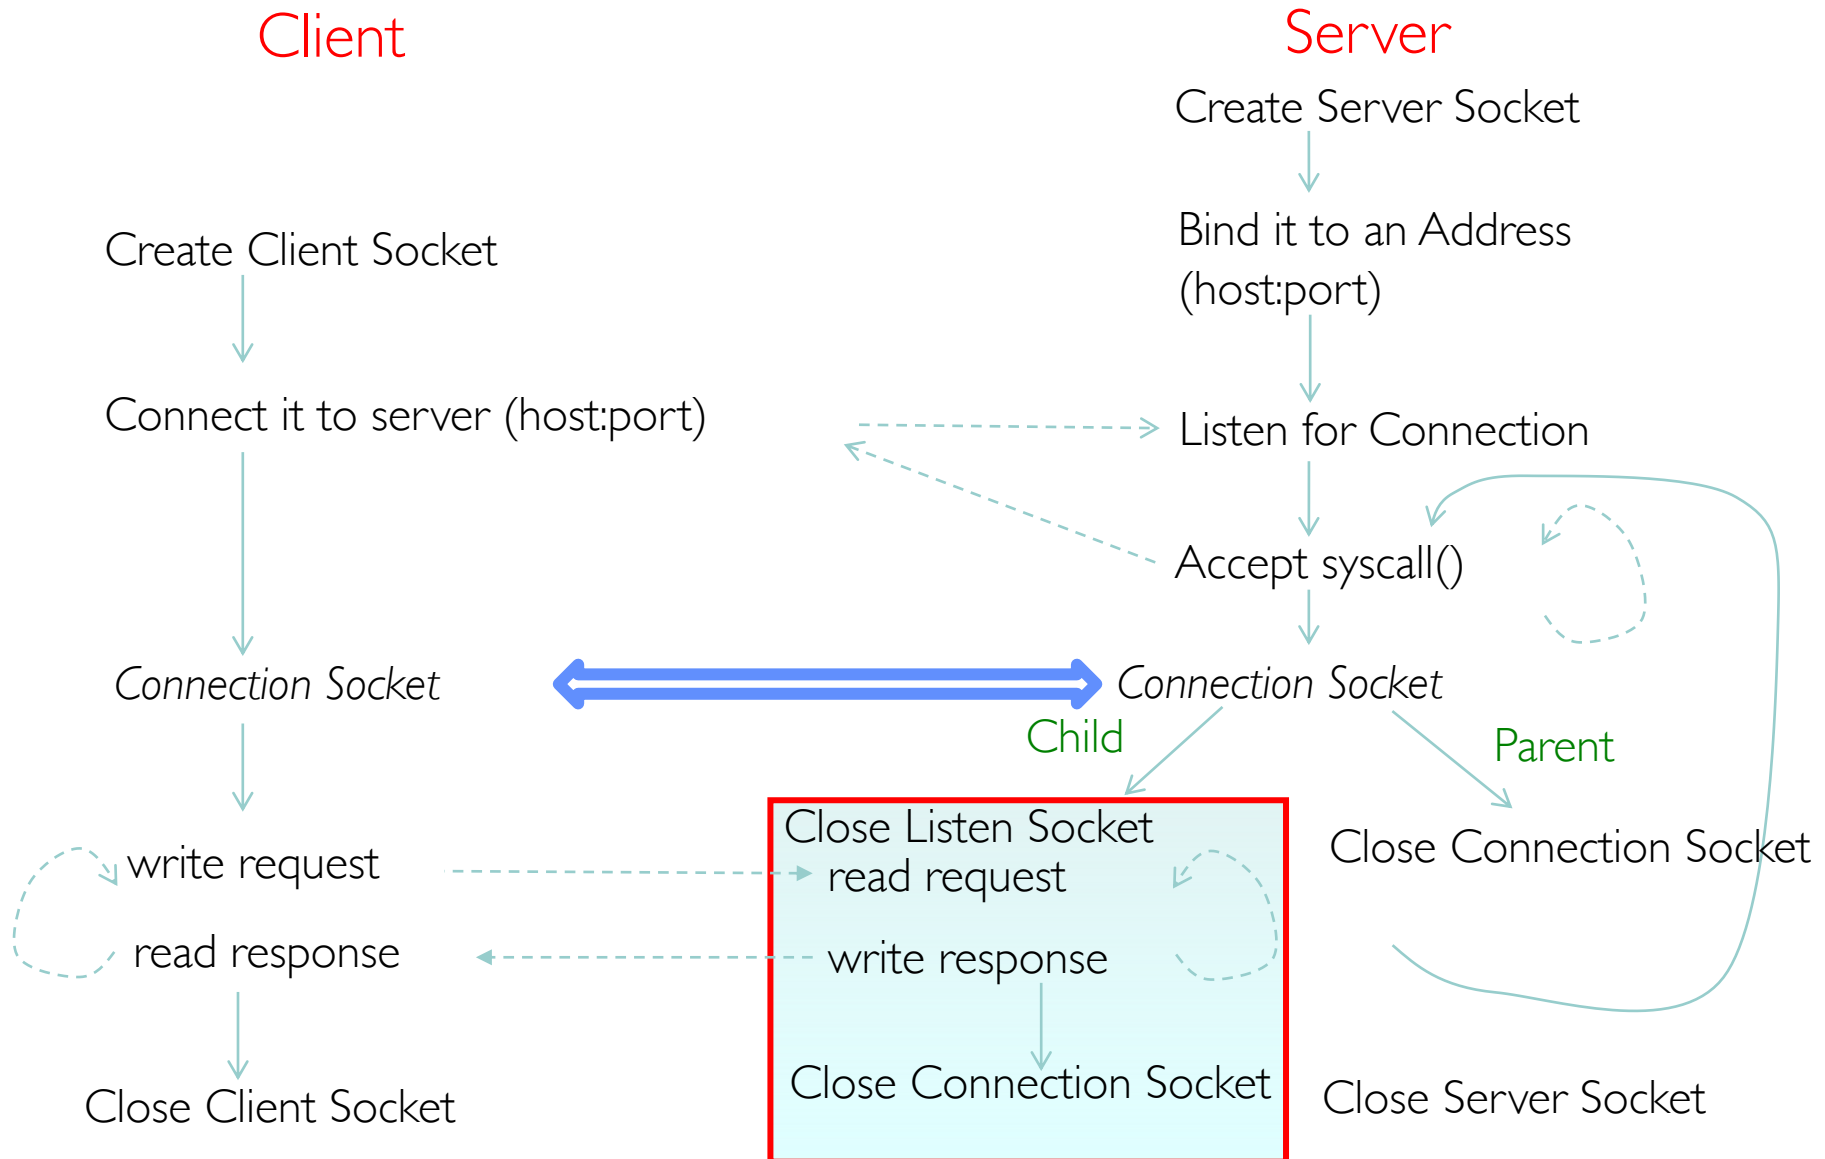 Client
Server
Create Server Socket
Bind it to an Address
(host:port)
Create Client Socket
Connect it to server (host:port)
Listen for Connection
Accept syscall()
Connection Socket
Connection Socket
Child
Parent
Close Listen Socket
Close Connection Socket
write request
read request
read response
write response
Close Connection Socket
Close Client Socket
Close Server Socket